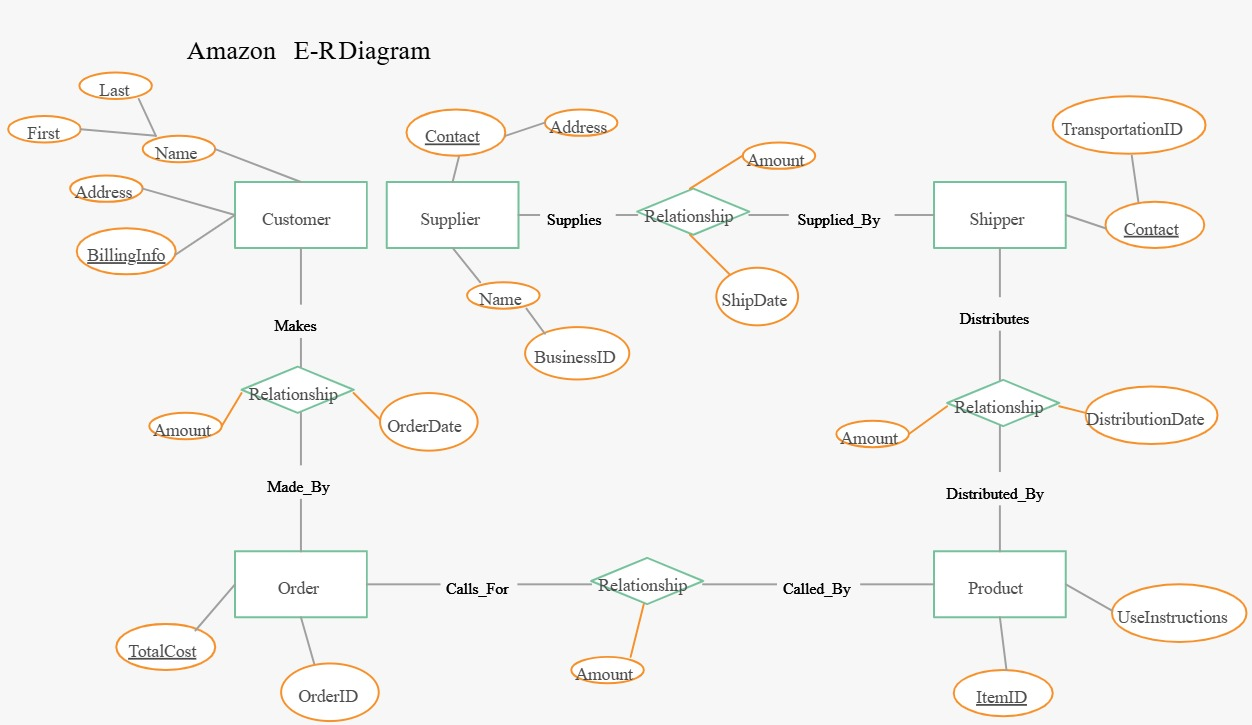 Amazon E-R Diagram
Last
First
Name
Address
BillingInfo
Customer
Contact
Address
Supplier
Name
BusinessID
Supplies
Amount
Relationship
ShipDate
Supplied_By
TransportationID
Shipper
Contact
Makes
Relationship
Amount
OrderDate
Made_By
Distributes
Relationship
Amount
DistributionDate
Distributed_By
Order
TotalCost
OrderID
Calls_For
Relationship
Amount
Called_By
Product
UseInstructions
ItemID